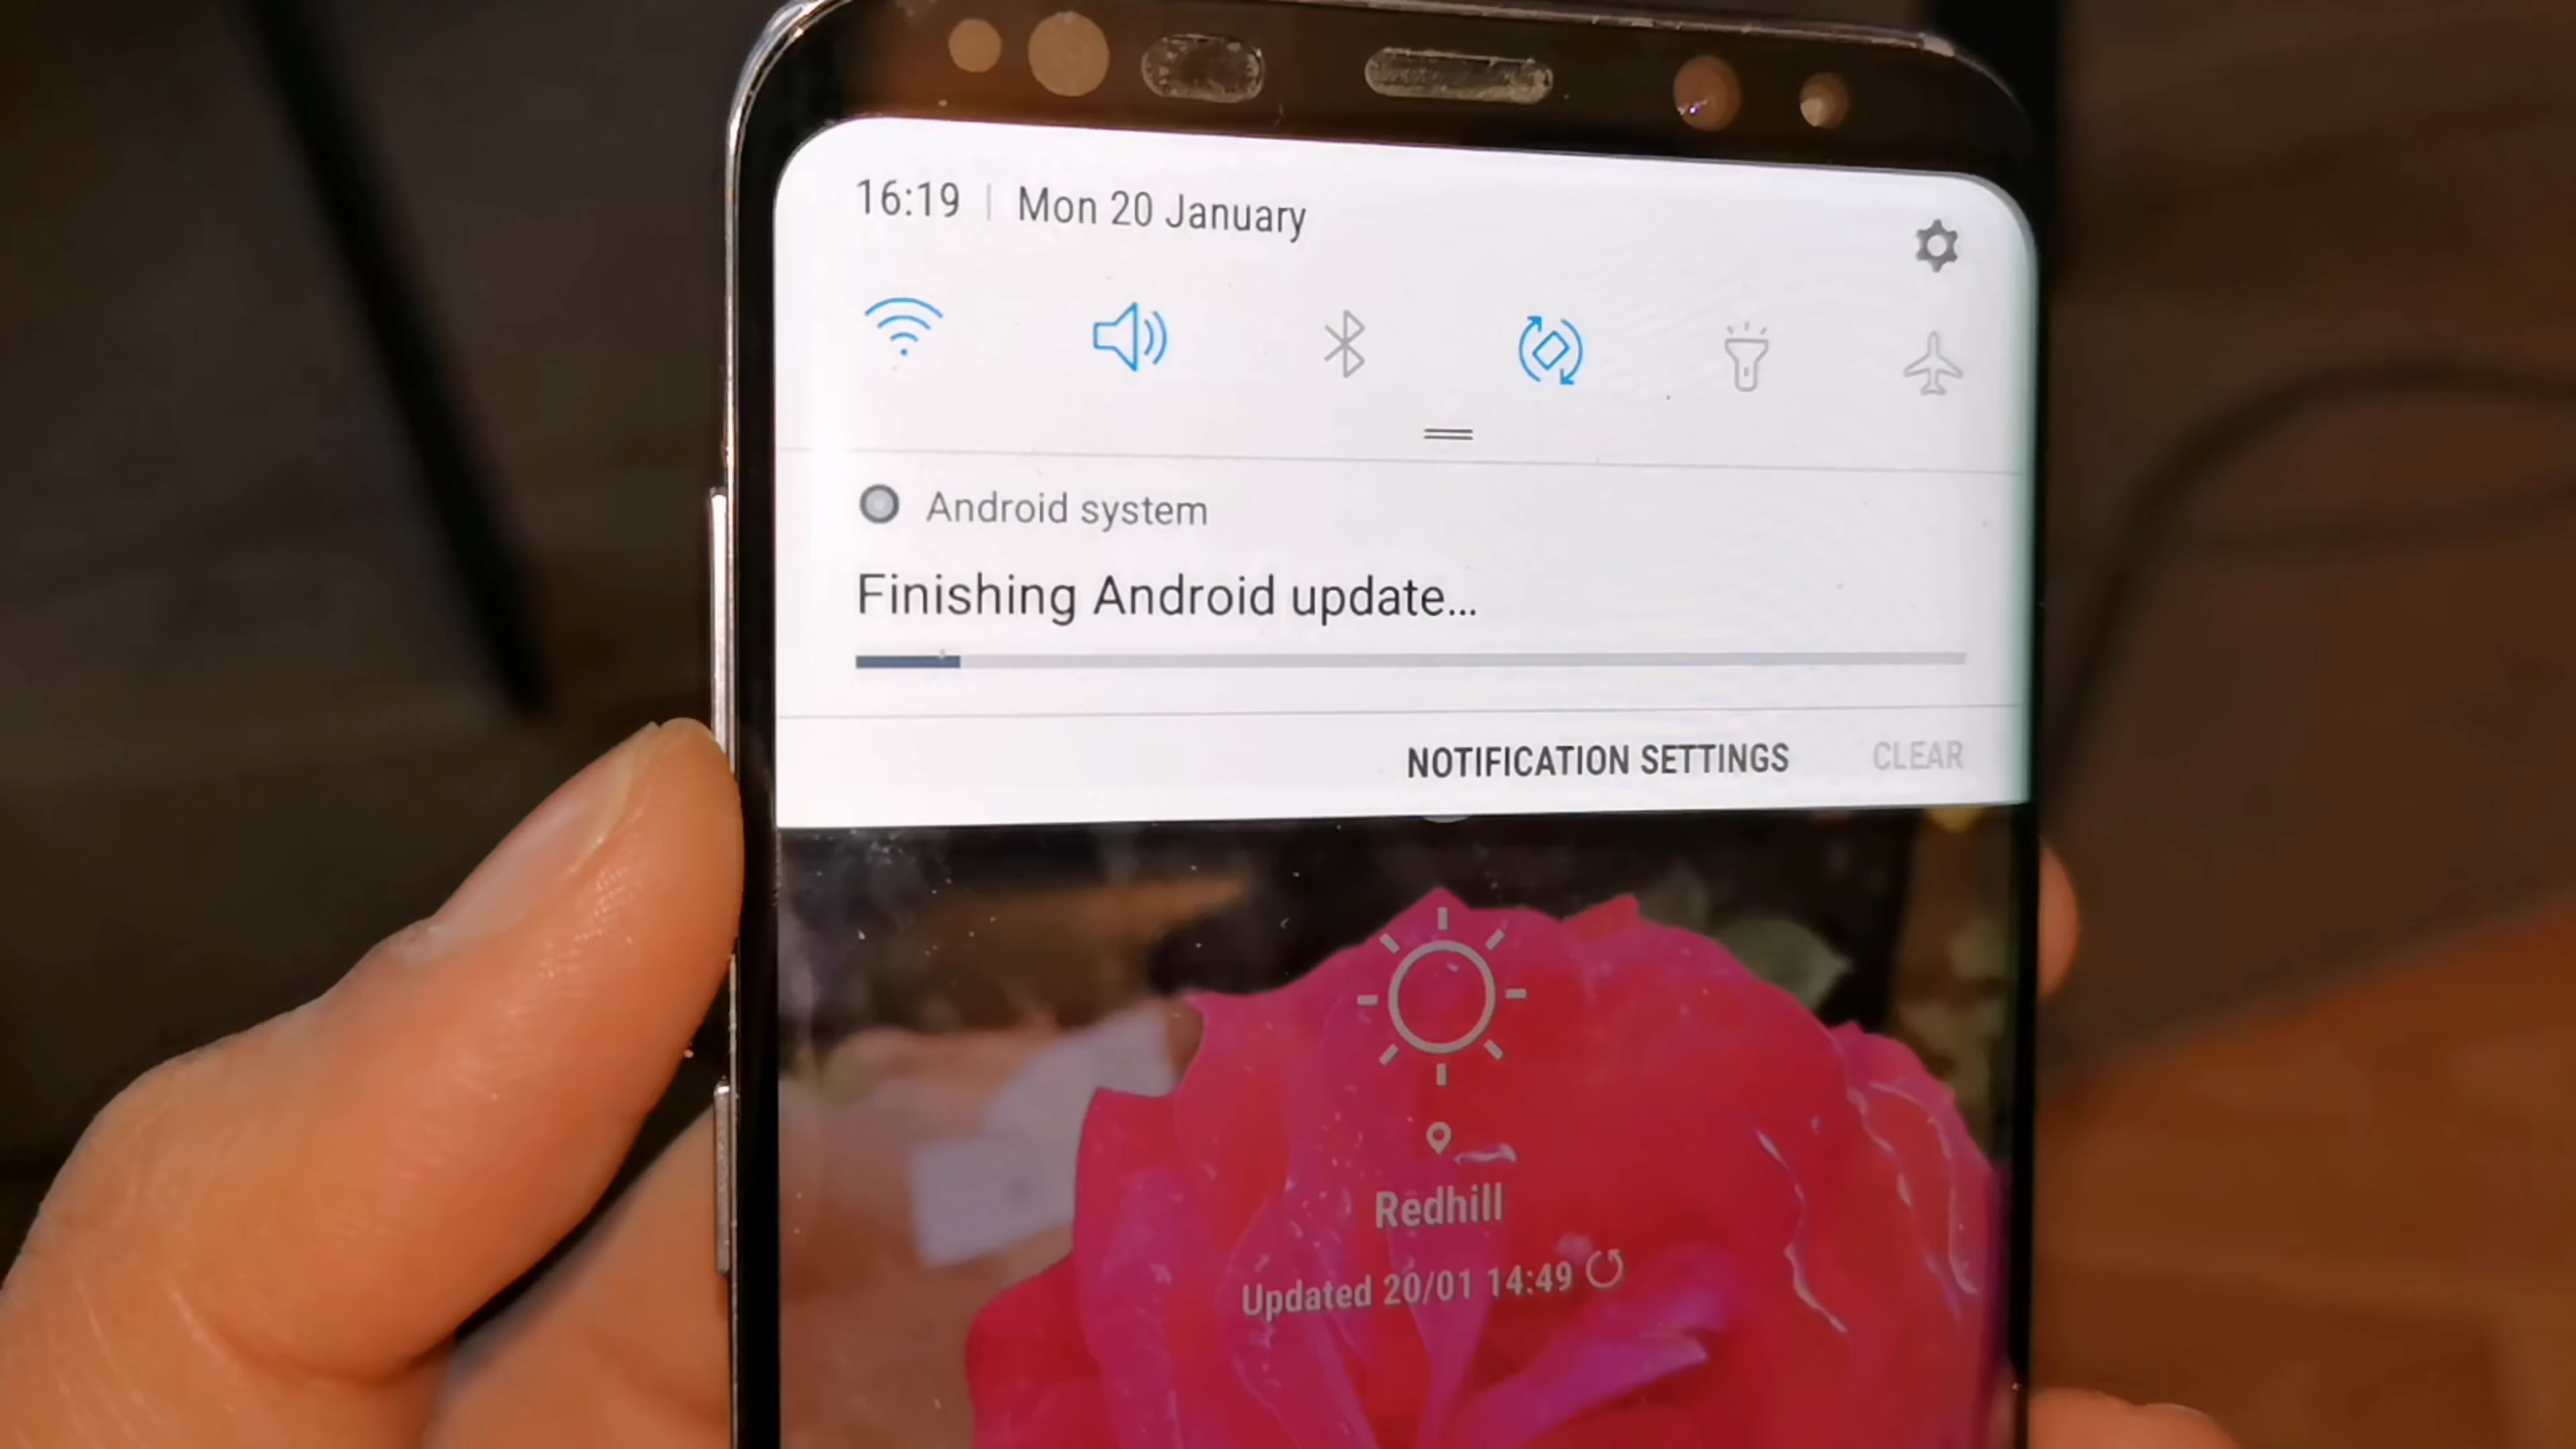 16:19 | Mon 20 January
Android system
Finishing Android update...
NOTIFICATION SETTINGS CLEAR
Redhill
Updated 20/01 14:49